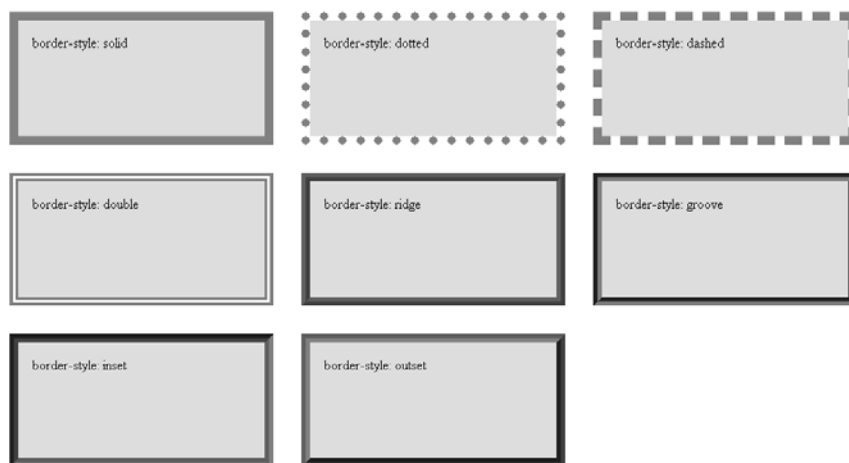 border-style: solid
border-style: dotted
border-style: dashed
border-style: double
border-style: ridge
border-style: groove
border-style: inset
border-style: outset